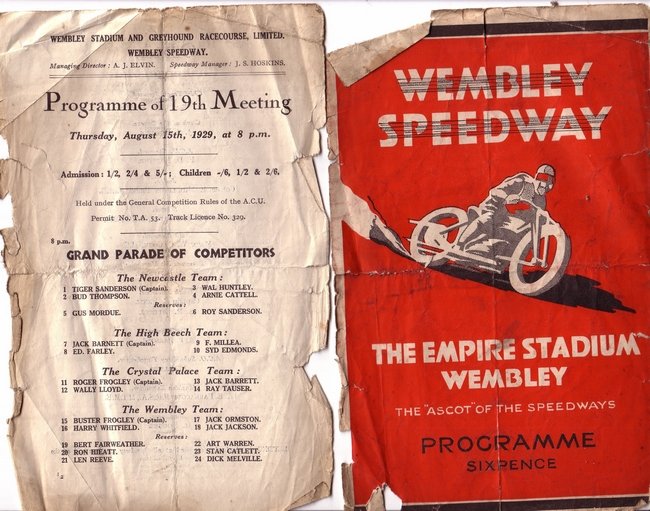 WEMBLEY STADIUM AND GREYHOUND RACECOURSE, LIMITED.
WEMBLEY SPEEDWAY.
Managing Director : A. J. ELVIN. Speedway Manager : J. S. HOSKINS.
Programme of 19th Meeting
Thursday, August 15th, 1929, at 8 p.m.
Admission : 1/2, 2/4 & 5/- ; Children -/6, 1/2 & 2/6.
Held under the General Competition Rules of the A.C.U.
Permit No. T.A. 53. Track Licence No. 329.
8 p.m.
GRAND PARADE OF COMPETITORS
The Newcastle Team :
1 TIGER SANDERSON (Captain). 3 WAL HUNTLEY.
2 BUD THOMPSON. 4 ARNIE CATTELL.
Reserves :
5 GUS MORDUE. 6 ROY SANDERSON.
The High Beech Team :
7 JACK BARNETT (Captain). 9 F. MILLEA.
8 ED. FARLEY. 10 SYD EDMONDS.
The Crystal Palace Team :
11 ROGER FROGLEY (Captain). 13 JACK BARRETT.
12 WALLY LLOYD. 14 RAY TAUSER.
The Wembley Team :
15 BUSTER FROGLEY (Captain). 17 JACK ORMSTON.
16 HARRY WHITFIELD. 18 JACK JACKSON.
Reserves :
19 BERT FAIRWEATHER. 22 ART WARREN.
20 RON HIEATT. 23 STAN CATLETT.
21 LEN REEVE. 24 DICK MELVILLE.
WEMBLEY
SPEEDWAY
THE EMPIRE STADIUM
WEMBLEY
THE "ASCOT" OF THE SPEEDWAYS
PROGRAMME
SIXPENCE